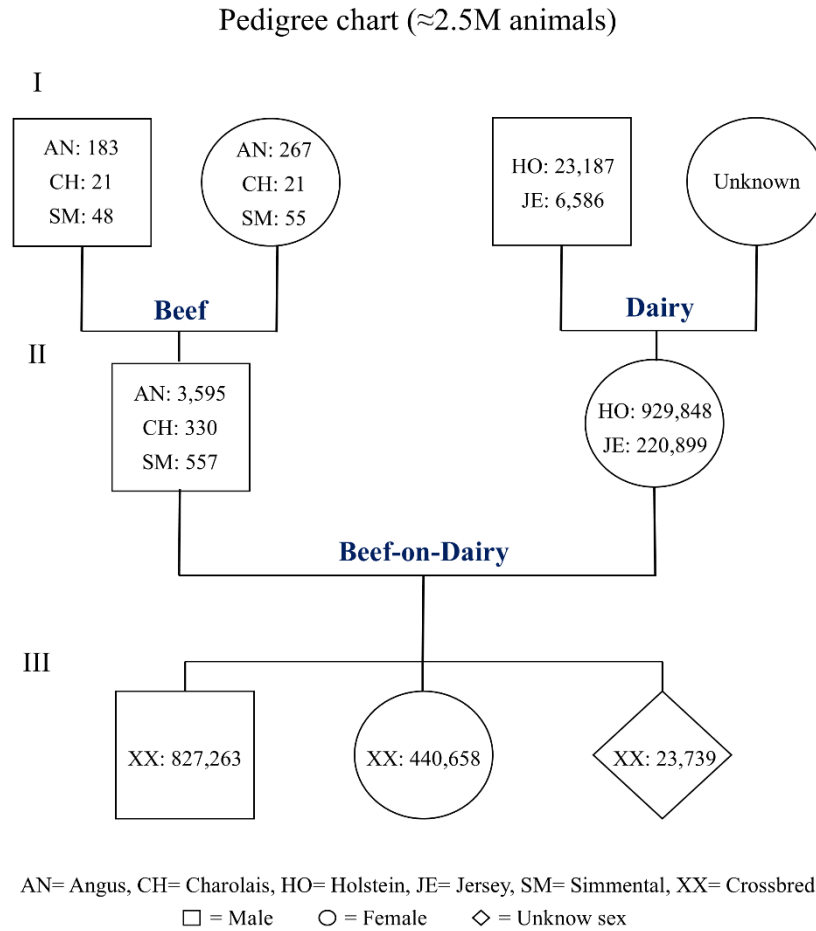 Pedigree chart (≈2.5M animals)
I
AN: 183
CH: 21
SM: 48
AN: 267
CH: 21
SM: 55
HO: 23,187
JE: 6,586
Unknown
Beef
Dairy
II
AN: 3,595
CH: 330
SM: 557
HO: 929,848
JE: 220,899
Beef-on-Dairy
III
XX: 827,263
XX: 440,658
XX: 23,739
AN= Angus, CH= Charolais, HO= Holstein, JE= Jersey, SM= Simmental, XX= Crossbred
= Male = Female = Unknow sex